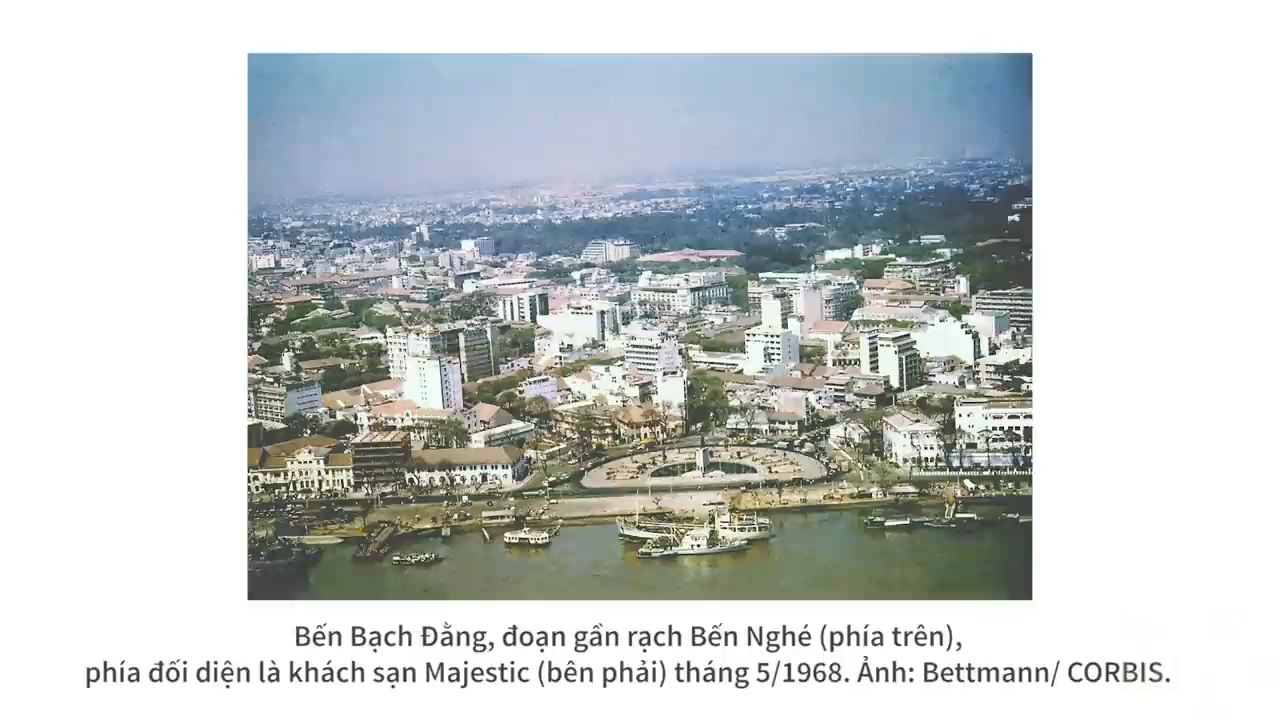 Bến Bạch Đằng, đoạn gần rạch Bến Nghé (phía trên),
phía đối diện là khách sạn Majestic (bên phải) tháng 5/1968. Ảnh: Bettmann/ CORBIS.